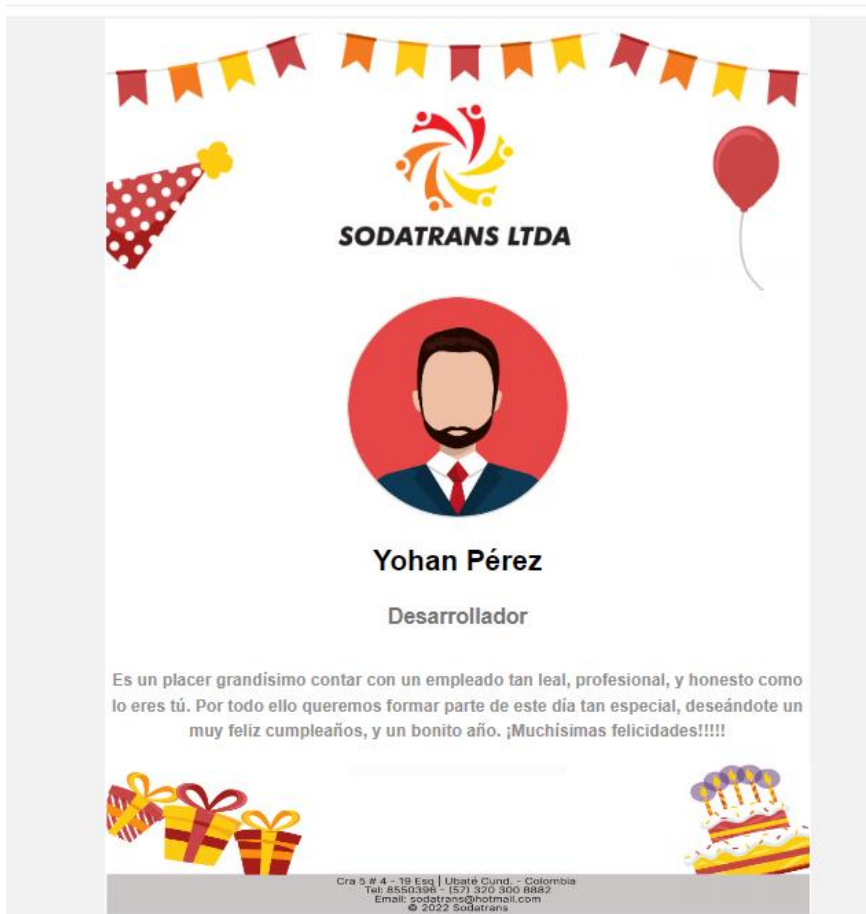 SODATRANS LTDA
Yohan Pérez
Desarrollador
Es un placer grandísimo contar con un empleado tan leal, profesional, y honesto como
lo eres tú. Por todo ello queremos formar parte de este día tan especial, deseándote un
muy feliz cumpleaños, y un bonito año. ¡Muchísimas felicidades!!!!!
Cra 5 # 4 - 19 Esq | Ubaté Cund. - Colombia
Tel: 8550396 - (57) 320 300 8882
Email: sodatrans@hotmail.com
© 2022 Sodatrans